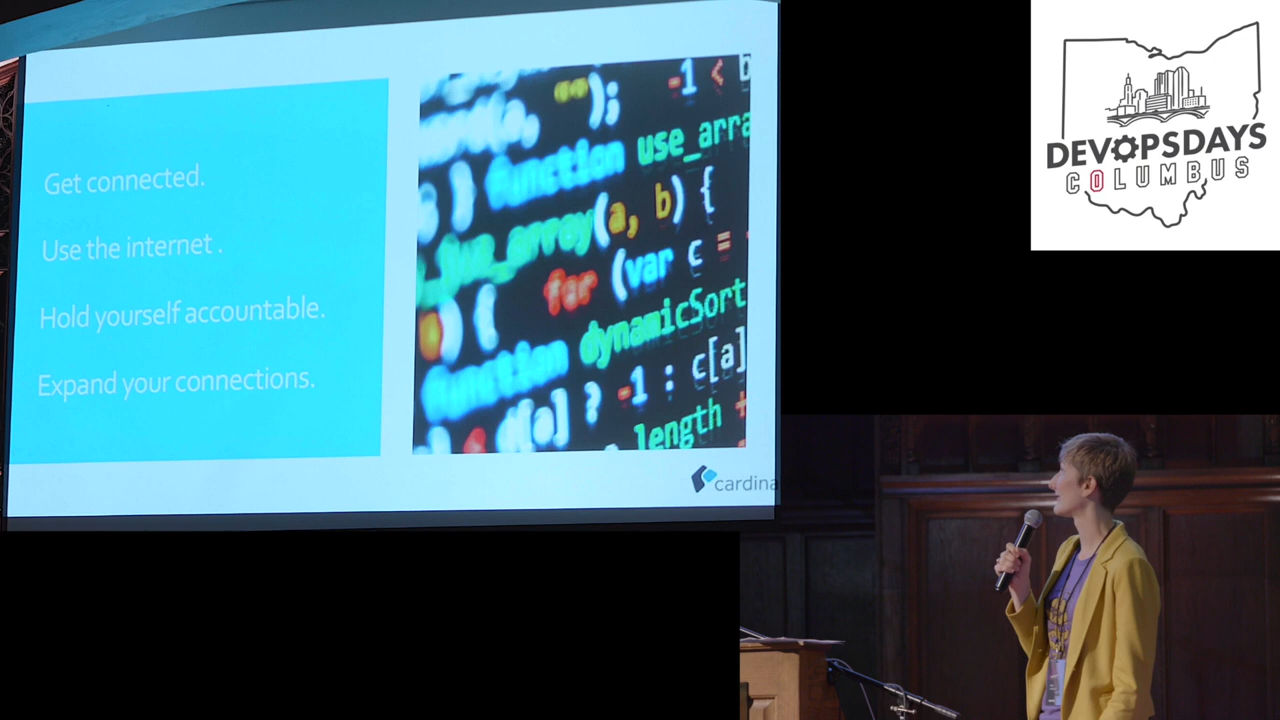 Get connected.
Use the internet .
Hold yourself accountable.
Expand your connections.
""); -1 <
function use_arra
use_array(a, b) {
) { for (var c =
function dynamicSort
[a] ? -1 : c[a]
length +
cardina
DEVOPSDAYS
COLUMBUS